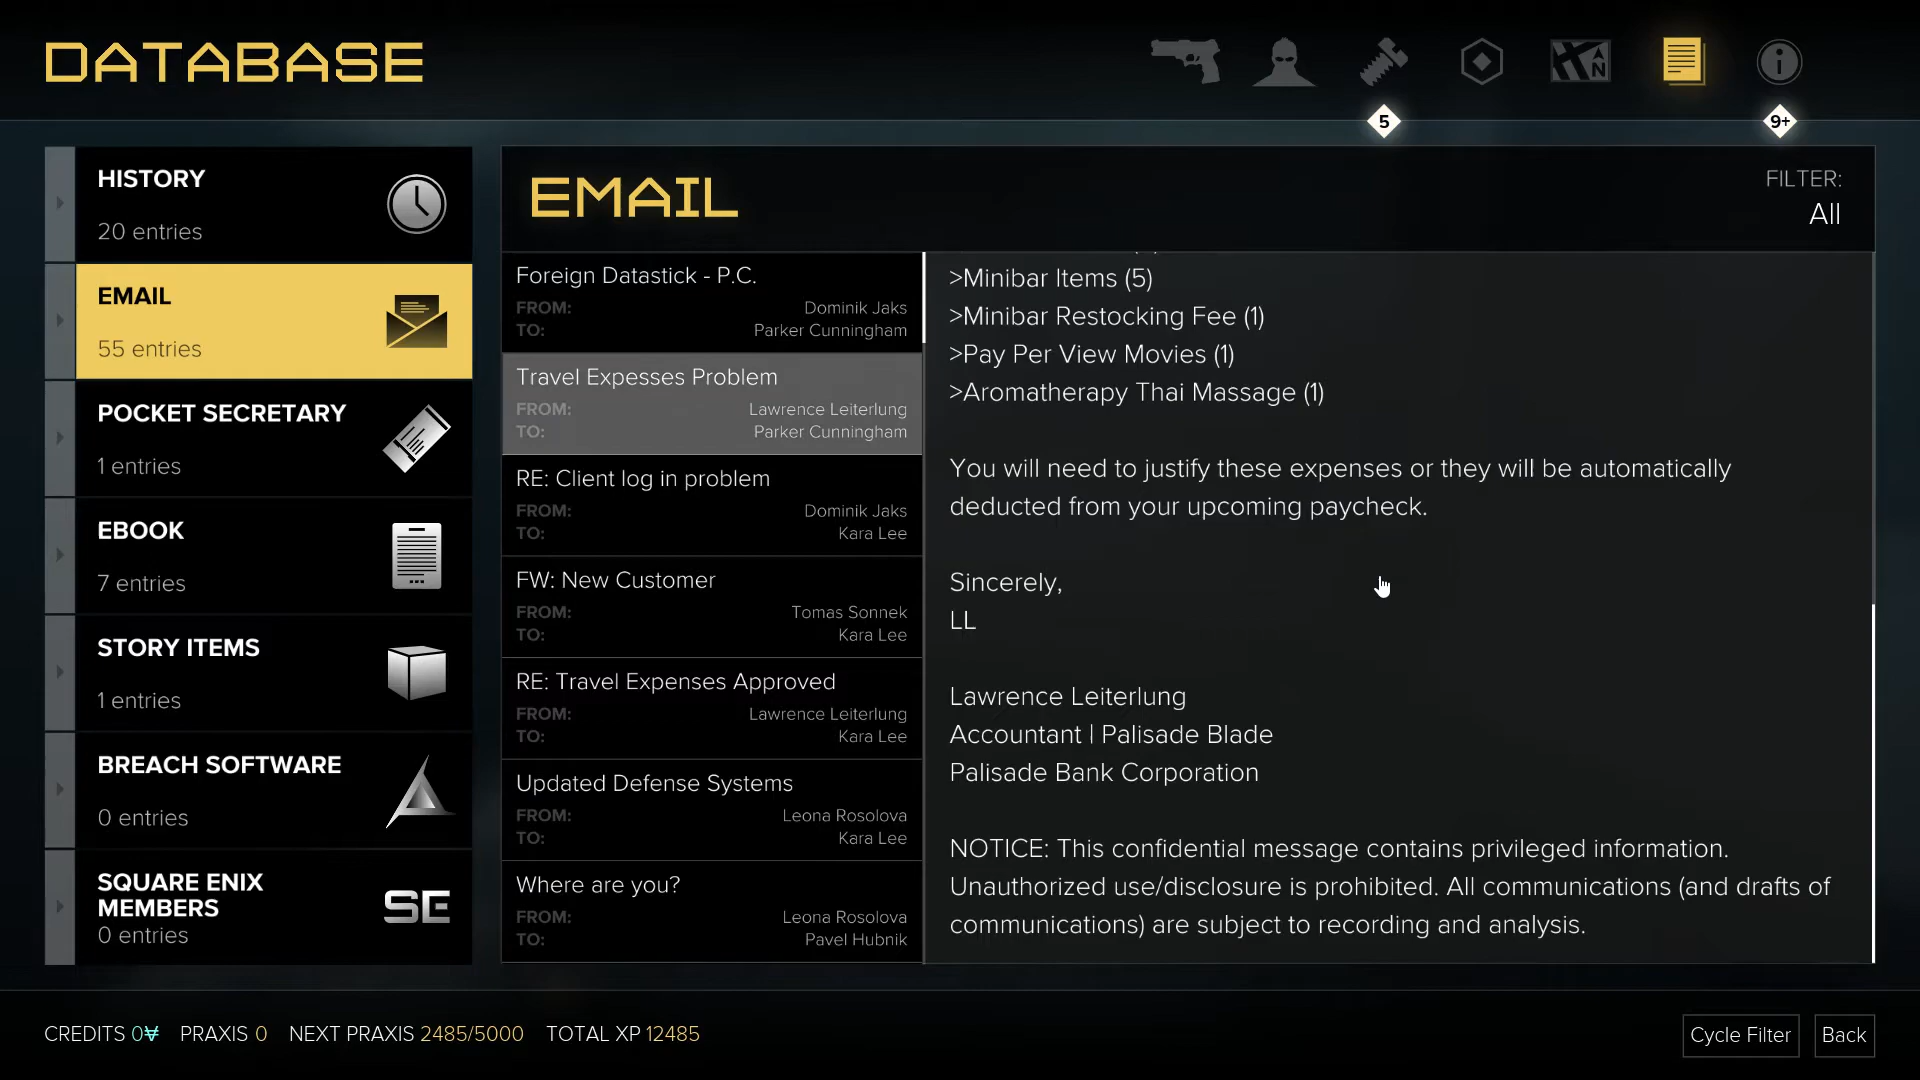 DATABASE
N
5
9+
HISTORY
20 entries
EMAIL
55 entries
POCKET SECRETARY
1 entries
EBOOK
7 entries
STORY ITEMS
1 entries
BREACH SOFTWARE
0 entries
SQUARE ENIX
MEMBERS
0 entries
SE
EMAIL
FILTER:
All
Foreign Datastick - P.C.
FROM: Dominik Jaks
TO: Parker Cunningham
Travel Expesses Problem
FROM: Lawrence Leiterlung
TO: Parker Cunningham
RE: Client log in problem
FROM: Dominik Jaks
TO: Kara Lee
FW: New Customer
FROM: Tomas Sonnek
TO: Kara Lee
RE: Travel Expenses Approved
FROM: Lawrence Leiterlung
TO: Kara Lee
Updated Defense Systems
FROM: Leona Rosolova
TO: Kara Lee
Where are you?
FROM: Leona Rosolova
TO: Pavel Hubnik
>Minibar Items (5)
>Minibar Restocking Fee (1)
>Pay Per View Movies (1)
>Aromatherapy Thai Massage (1)
You will need to justify these expenses or they will be automatically
deducted from your upcoming paycheck.
Sincerely,
LL
Lawrence Leiterlung
Accountant | Palisade Blade
Palisade Bank Corporation
NOTICE: This confidential message contains privileged information.
Unauthorized use/disclosure is prohibited. All communications (and drafts of
communications) are subject to recording and analysis.
CREDITS 0 PRAXIS 0 NEXT PRAXIS 2485/5000 TOTAL XP 12485
Cycle Filter
Back